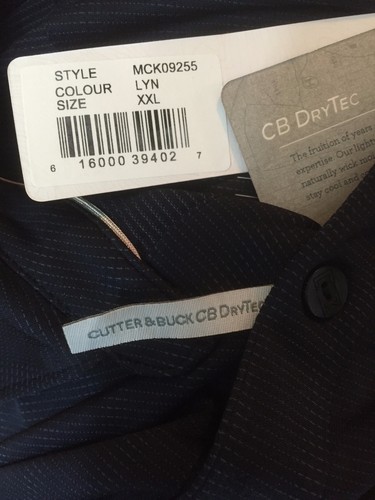 STYLE MCK09255
COLOUR LYN
SIZE XXL
6 16000 39402 7
CB DRYTEC
The fruition of years
expertise. Our light
naturally wick moi
stay cool and
CUTTER & BUCK CB DRYTEC